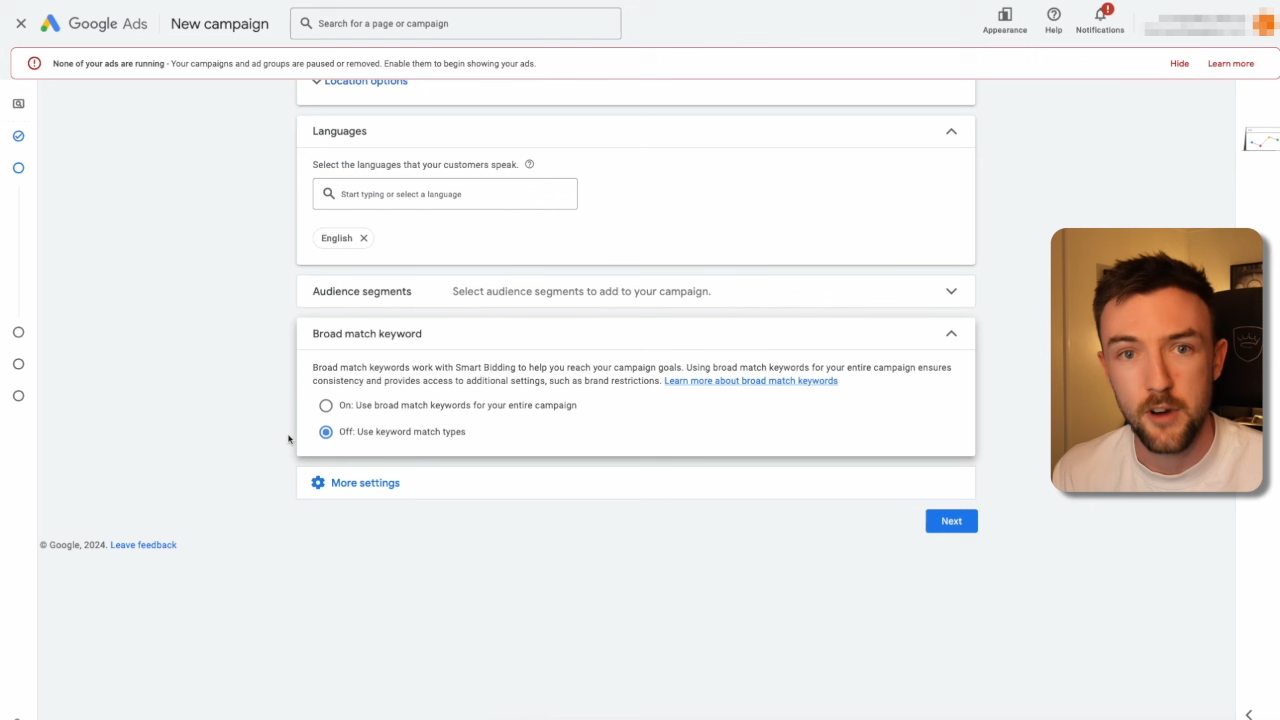 Google Ads
New campaign
Search for a page or campaign
Appearance
Help
Notifications
None of your ads are running - Your campaigns and ad groups are paused or removed. Enable them to begin showing your ads.
Hide
Learn more
Location options
Languages
Select the languages that your customers speak.
Start typing or select a language
English
Audience segments
Select audience segments to add to your campaign.
Broad match keyword
Broad match keywords work with Smart Bidding to help you reach your campaign goals. Using broad match keywords for your entire campaign ensures
consistency and provides access to additional settings, such as brand restrictions. Learn more about broad match keywords
On: Use broad match keywords for your entire campaign
Off: Use keyword match types
More settings
Next
© Google, 2024. Leave feedback